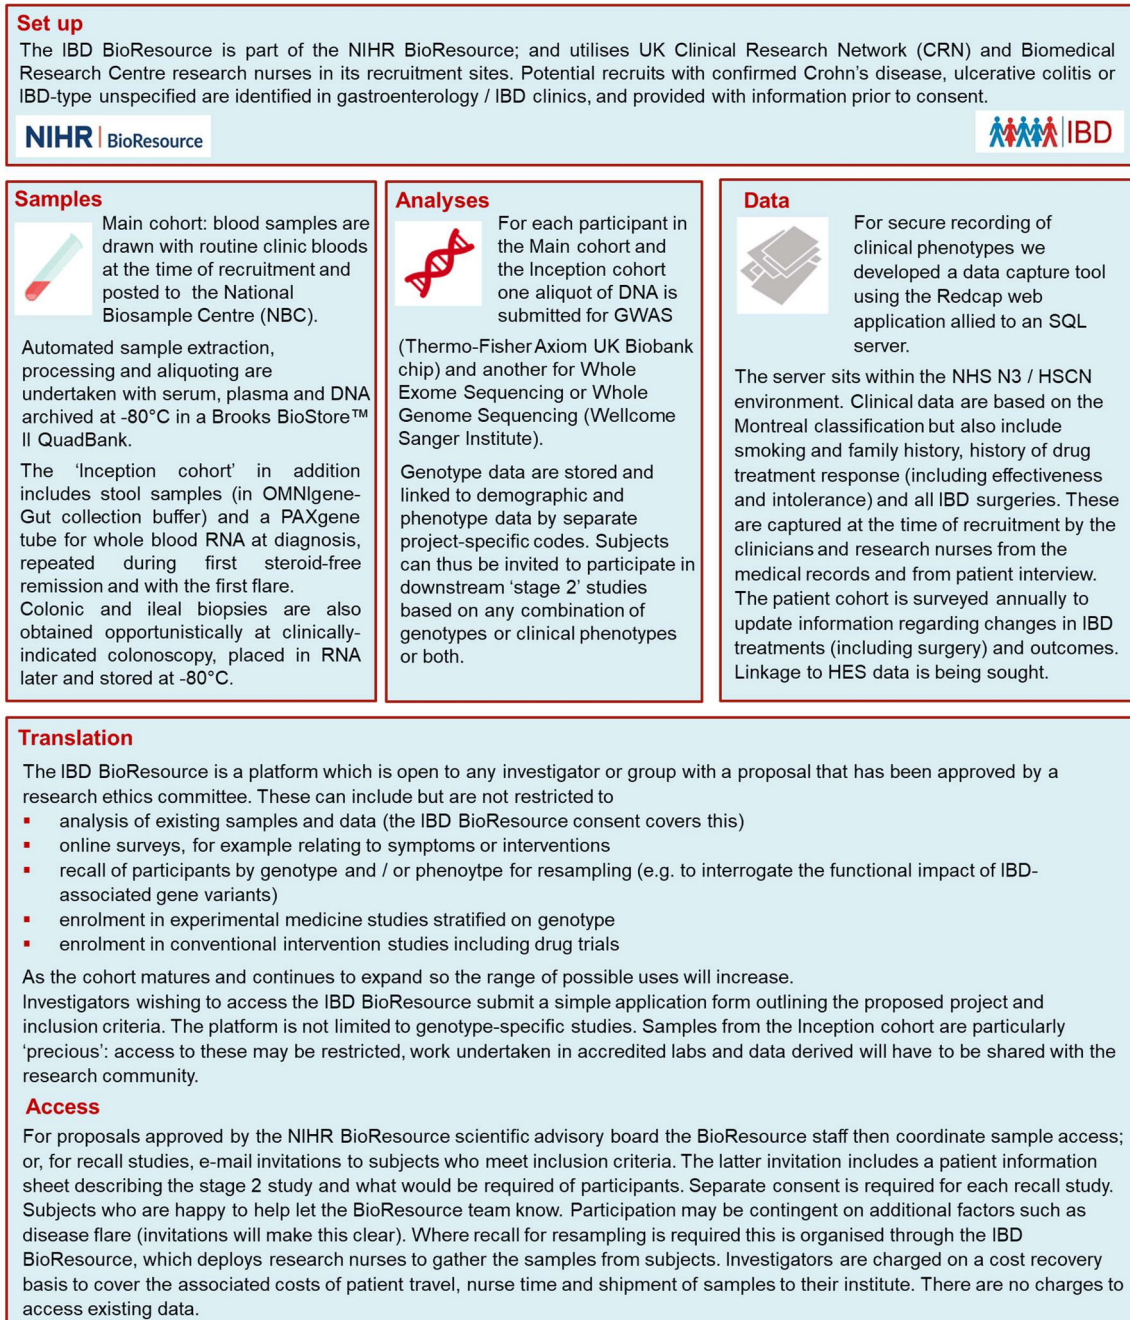 Set up
The IBD BioResource is part of the NIHR BioResource; and utilises UK Clinical Research Network (CRN) and Biomedical
Research Centre research nurses in its recruitment sites. Potential recruits with confirmed Crohn's disease, ulcerative colitis or
IBD-type unspecified are identified in gastroenterology / IBD clinics, and provided with information prior to consent.
NIHR | BioResource
IBD
Samples
Main cohort: blood samples are
drawn with routine clinic bloods
at the time of recruitment and
posted to the National
Biosample Centre (NBC).
Automated sample extraction,
processing and aliquoting are
undertaken with serum, plasma and DNA
archived at -80°C in a Brooks BioStore™
II QuadBank.
The 'Inception cohort' in addition
includes stool samples (in OMNIgene-
Gut collection buffer) and a PAXgene
tube for whole blood RNA at diagnosis,
repeated during first steroid-free
remission and with the first flare.
Colonic and ileal biopsies are also
obtained opportunistically at clinically-
indicated colonoscopy, placed in RNA
later and stored at -80°C.
Analyses
For each participant in
the Main cohort and
the Inception cohort
one aliquot of DNA is
submitted for GWAS
(Thermo-Fisher Axiom UK Biobank
chip) and another for Whole
Exome Sequencing or Whole
Genome Sequencing (Wellcome
Sanger Institute).
Genotype data are stored and
linked to demographic and
phenotype data by separate
project-specific codes. Subjects
can thus be invited to participate in
downstream 'stage 2' studies
based on any combination of
genotypes or clinical phenotypes
or both.
Data
For secure recording of
clinical phenotypes we
developed a data capture tool
using the Redcap web
application allied to an SQL
server.
The server sits within the NHS N3 / HSCN
environment. Clinical data are based on the
Montreal classification but also include
smoking and family history, history of drug
treatment response (including effectiveness
and intolerance) and all IBD surgeries. These
are captured at the time of recruitment by the
clinicians and research nurses from the
medical records and from patient interview.
The patient cohort is surveyed annually to
update information regarding changes in IBD
treatments (including surgery) and outcomes.
Linkage to HES data is being sought.
Translation
The IBD BioResource is a platform which is open to any investigator or group with a proposal that has been approved by a
research ethics committee. These can include but are not restricted to
▪ analysis of existing samples and data (the IBD BioResource consent covers this)
▪ online surveys, for example relating to symptoms or interventions
▪ recall of participants by genotype and / or phenoytpe for resampling (e.g. to interrogate the functional impact of IBD-
associated gene variants)
▪ enrolment in experimental medicine studies stratified on genotype
▪ enrolment in conventional intervention studies including drug trials
As the cohort matures and continues to expand so the range of possible uses will increase.
Investigators wishing to access the IBD BioResource submit a simple application form outlining the proposed project and
inclusion criteria. The platform is not limited to genotype-specific studies. Samples from the Inception cohort are particularly
'precious': access to these may be restricted, work undertaken in accredited labs and data derived will have to be shared with the
research community.
Access
For proposals approved by the NIHR BioResource scientific advisory board the BioResource staff then coordinate sample access;
or, for recall studies, e-mail invitations to subjects who meet inclusion criteria. The latter invitation includes a patient information
sheet describing the stage 2 study and what would be required of participants. Separate consent is required for each recall study.
Subjects who are happy to help let the BioResource team know. Participation may be contingent on additional factors such as
disease flare (invitations will make this clear). Where recall for resampling is required this is organised through the IBD
BioResource, which deploys research nurses to gather the samples from subjects. Investigators are charged on a cost recovery
basis to cover the associated costs of patient travel, nurse time and shipment of samples to their institute. There are no charges to
access existing data.